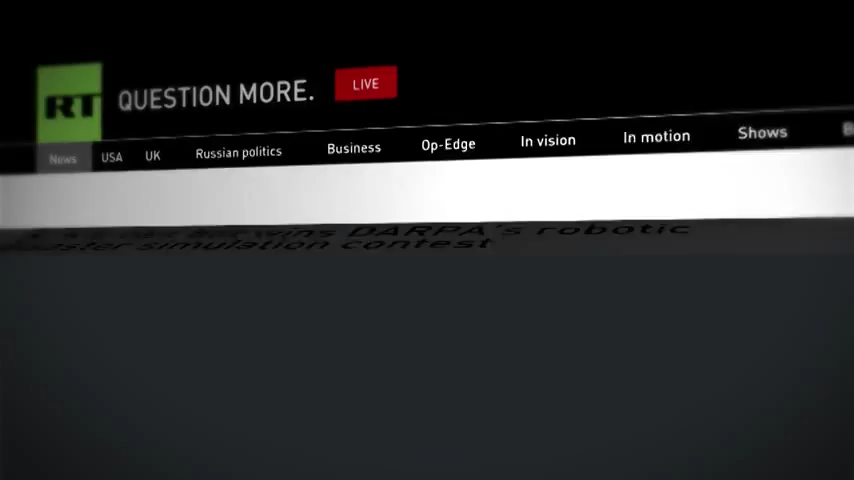 RT
QUESTION MORE.
LIVE
News
USA
UK
Russian politics
Business
Op-Edge
In vision
In motion
Shows
wins DARPA's robotic
simulation contest